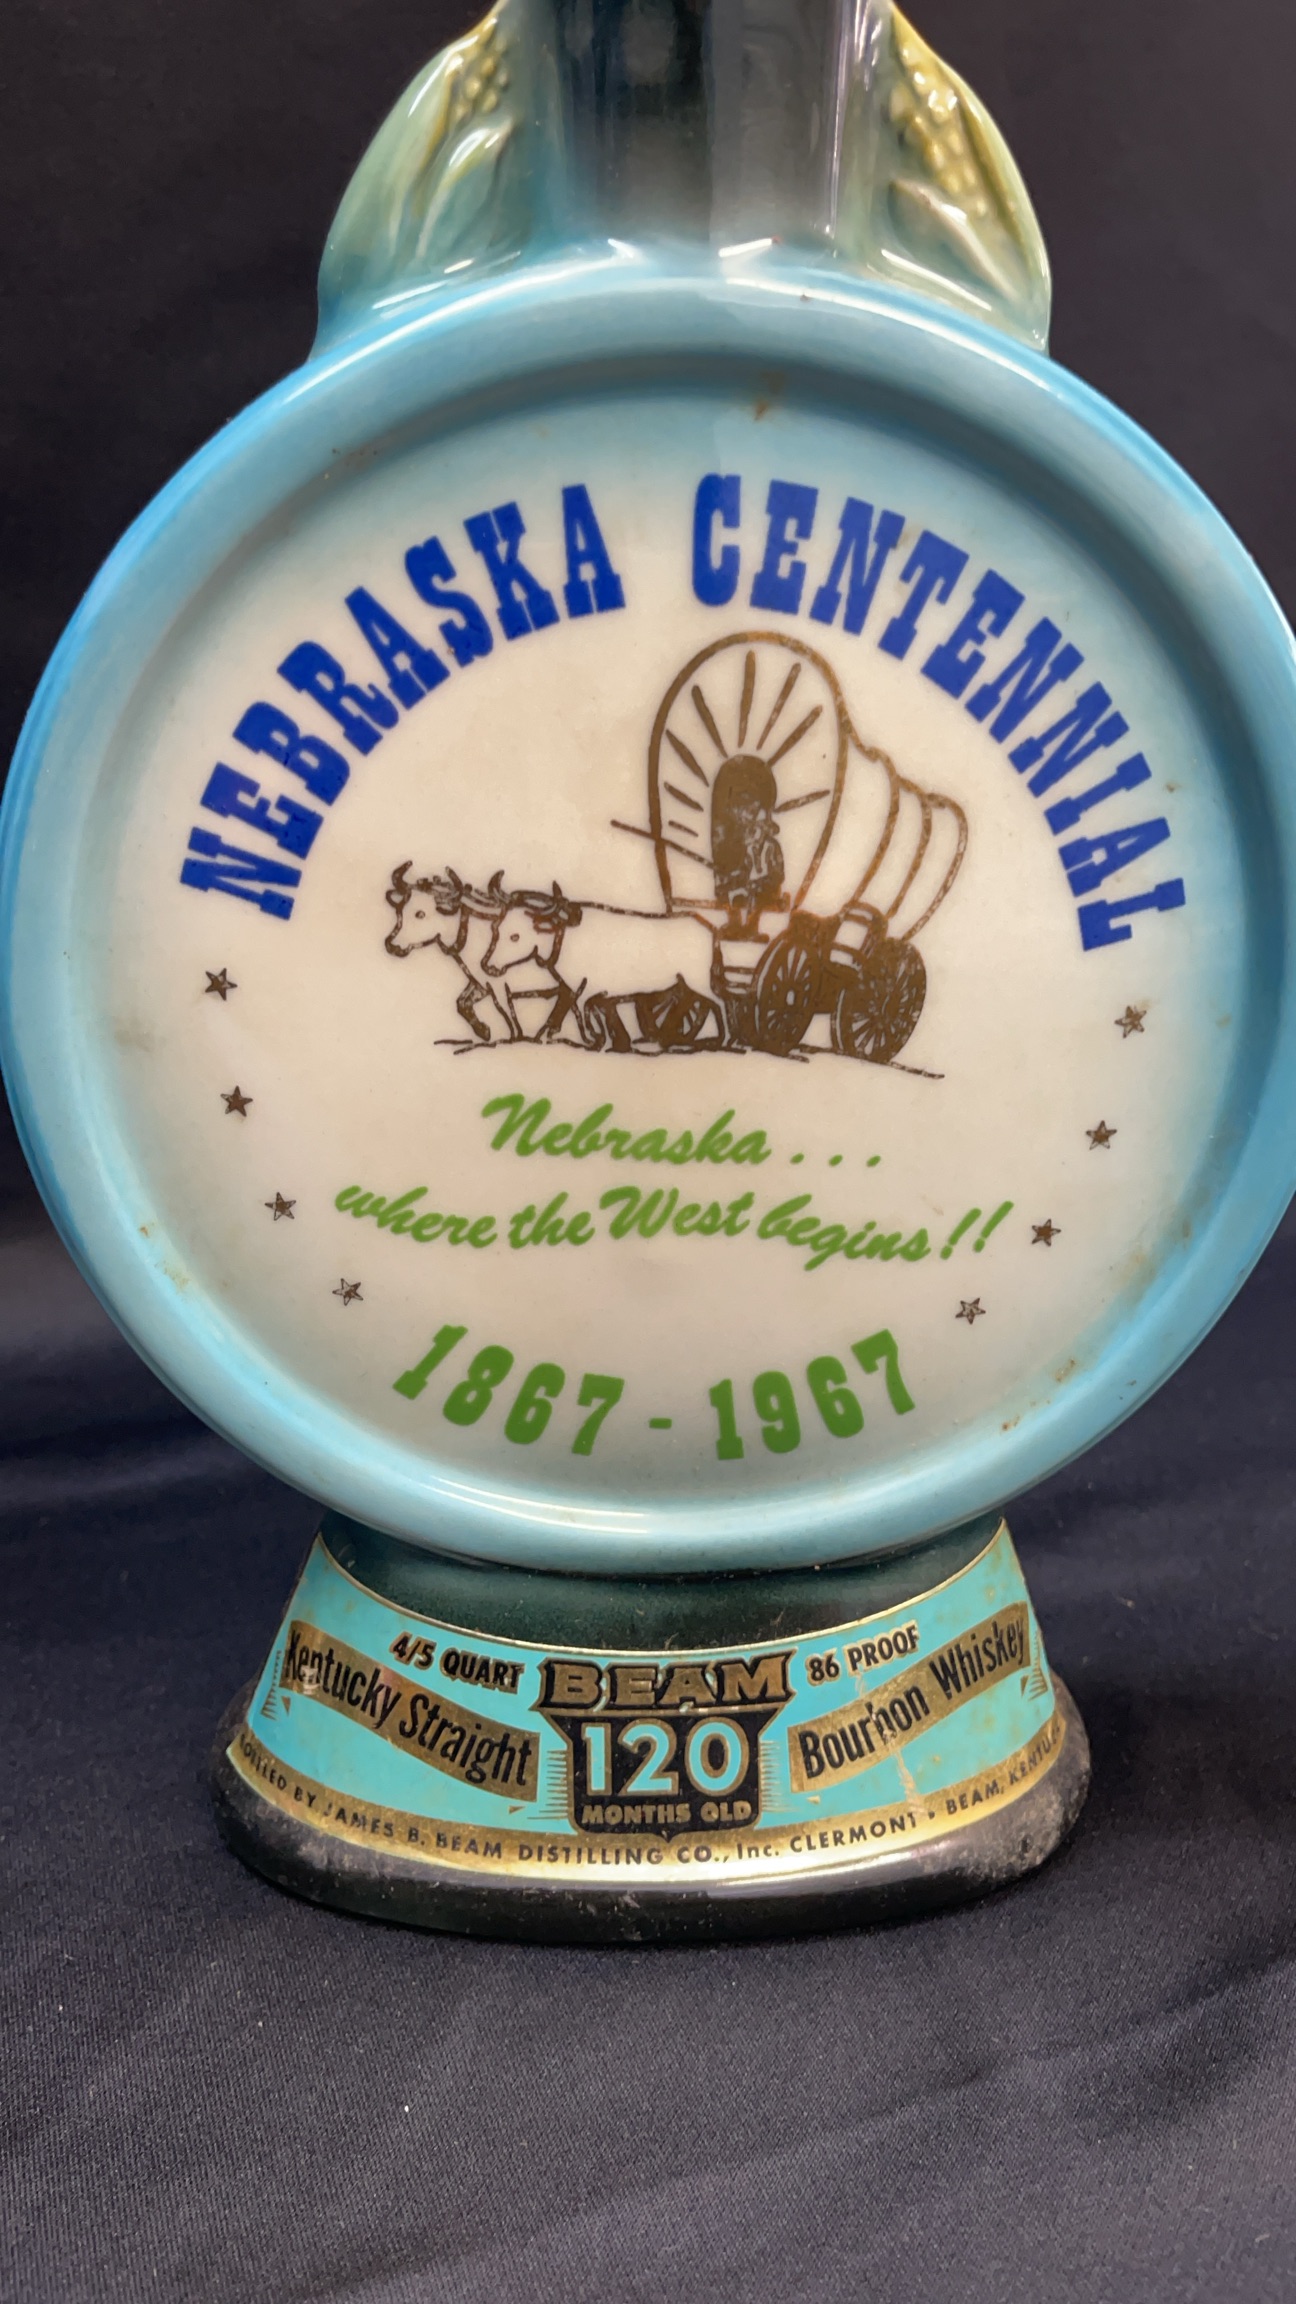 NEBRASKA CENTENNIAL
Nebraska...
where the West begins!!
1867-1967
4/5 QUART BEAM 86 PROOF
Kentucky Straight 120 Bourbon Whiskey
MONTHS OLD
BY JAMES B. BEAM DISTILLING CO., Inc. CLERMONT • BEAM,